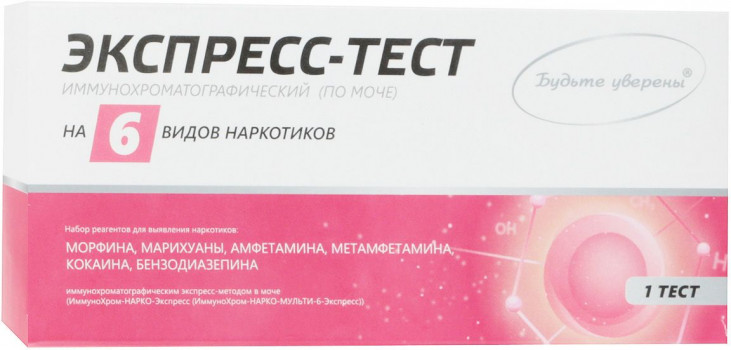 ЭКСПРЕСС-ТЕСТ
ИММУНОХРОМАТОГРАФИЧЕСКИЙ (ПО МОЧЕ)
НА 6 ВИДОВ НАРКОТИКОВ
Будьте уверены®
Набор реагентов для выявления наркотиков:
МОРФИНА, МАРИХУАНЫ, АМФЕТАМИНА, МЕТАМФЕТАМИНА,
КОКАИНА, БЕНЗОДИАЗЕПИНА
иммунохроматографическим экспресс-методом в моче
(ИммуноХром-НАРКО-Экспресс (ИммуноХром-НАРКО-МУЛЬТИ-6-Экспресс))
OH
H
1 ТЕСТ